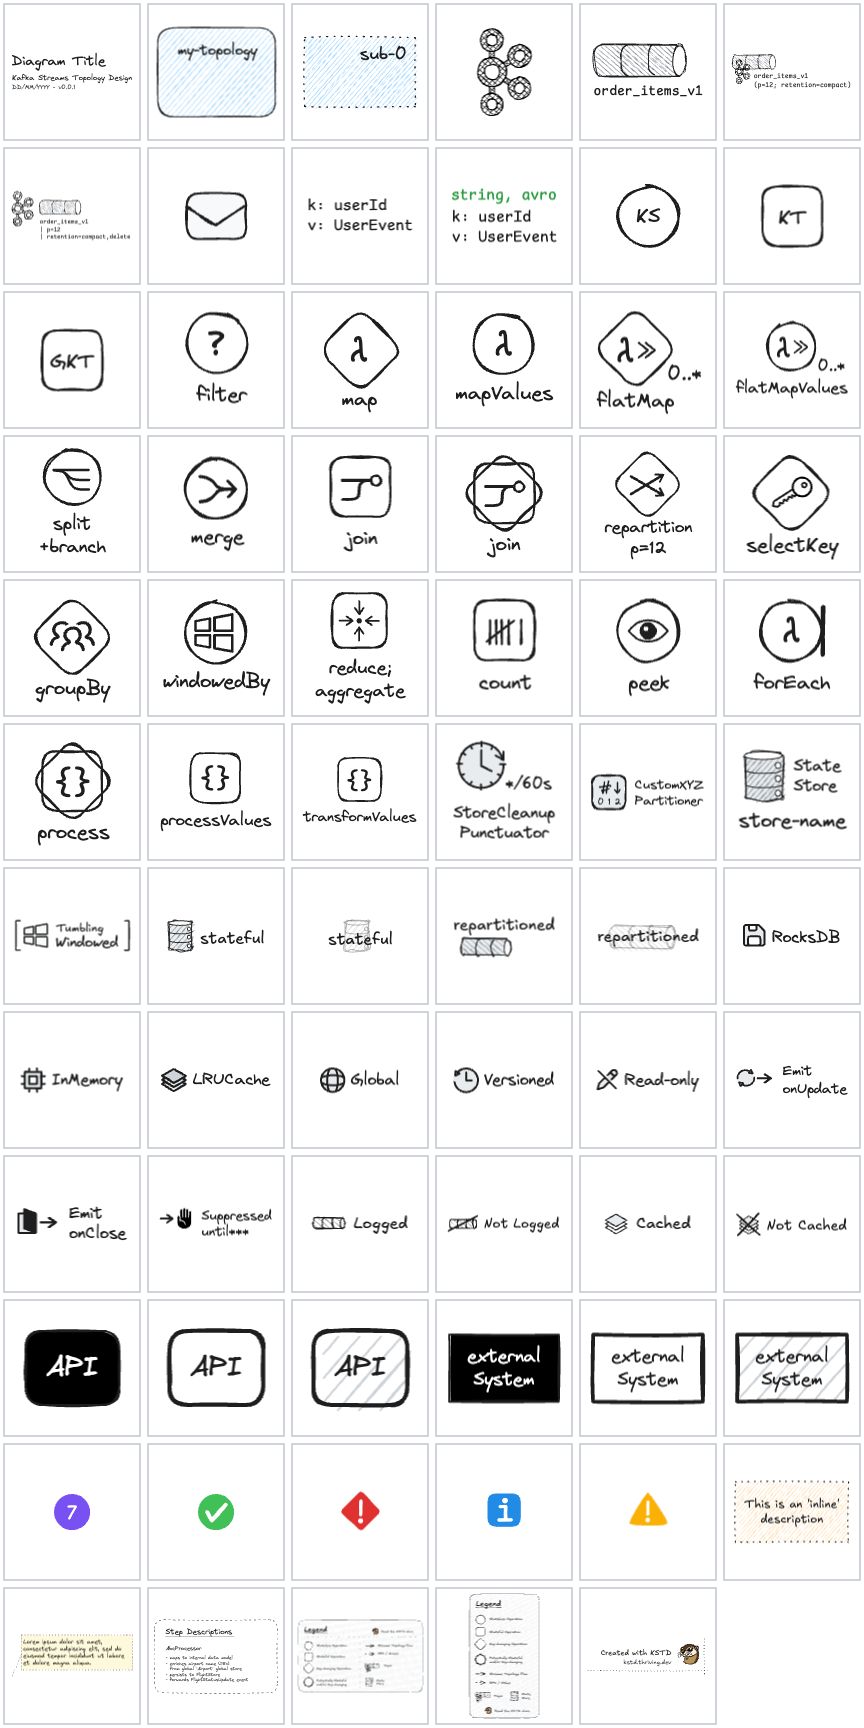 Diagram Title
Kafka Streams Topology Design
DD/MM/YYYY - v0.0.1
my-topology
sub-0
order_items_v1
order_items_v1
(p=12; retention=compact)
order_items_v1
| p=12
| retention=compact,delete
k: userId
v: UserEvent
string, avro
k: userId
v: UserEvent
KS
KT
GKT
?
filter
λ
map
λ
mapValues
λ»
0..*
flatMap
λ»
0..*
flatMapValues
split
+branch
merge
join
join
repartition
p=12
selectKey
groupBy
windowedBy
reduce;
aggregate
count
peek
λ
forEach
{}
process
{}
processValues
{}
transformValues
*/60s
StoreCleanup
Punctuator
#↓
0 1 2
CustomXYZ
Partitioner
State
Store
store-name
Tumbling
Windowed
stateful
stateful
repartitioned
repartitioned
RocksDB
InMemory
LRUCache
Global
Versioned
Read-only
Emit
onUpdate
Emit
onClose
Suppressed
until***
Logged
Not Logged
Cached
Not Cached
API
API
API
external
System
external
System
external
System
7
This is an 'inline'
description
Lorem ipsum dolor sit amet,
consectetur adipiscing elit, sed do
eiusmod tempor incididunt ut labore
et dolore magna aliqua.
Step Descriptions
Legend
Legend
Created with KSTD